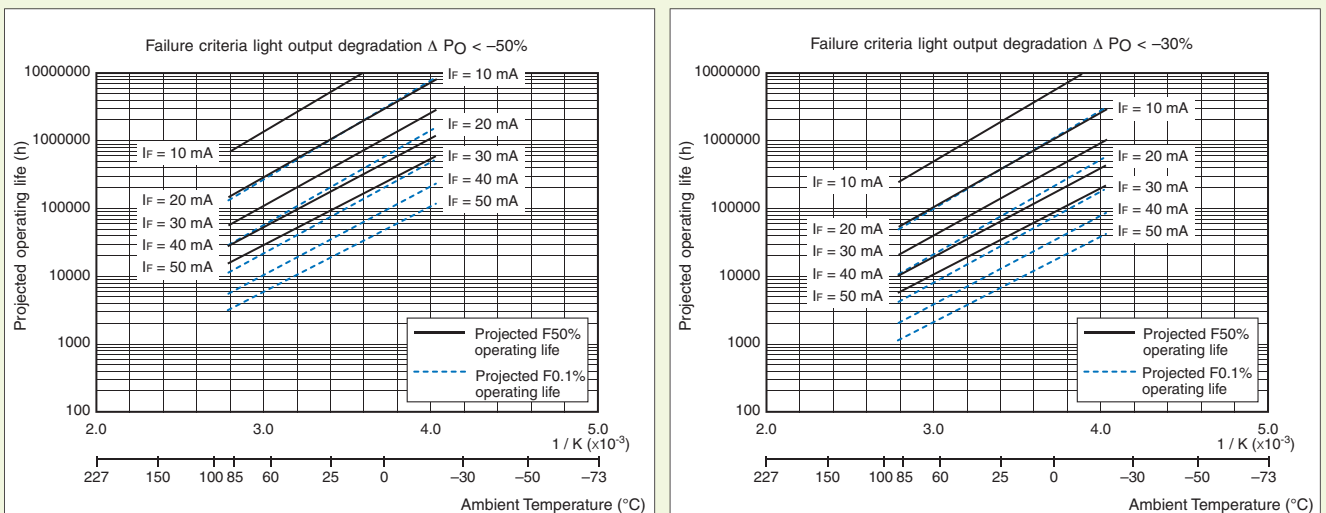 Failure criteria light output degradation Δ PO < –50%
Projected operating life (h)
10000000
1000000
100000
10000
1000
100
IF = 10 mA
IF = 20 mA
IF = 30 mA
IF = 40 mA
IF = 50 mA
IF = 10 mA
IF = 20 mA
IF = 30 mA
IF = 40 mA
IF = 50 mA
Projected F50%
operating life
Projected F0.1%
operating life
2.0 3.0 4.0 5.0
1 / K (×10-3)
227 150 100 85 60 25 0 –30 –50 –73
Ambient Temperature (°C)
Failure criteria light output degradation Δ PO < –30%
Projected operating life (h)
10000000
1000000
100000
10000
1000
100
IF = 10 mA
IF = 20 mA
IF = 30 mA
IF = 40 mA
IF = 50 mA
IF = 10 mA
IF = 20 mA
IF = 30 mA
IF = 40 mA
IF = 50 mA
Projected F50%
operating life
Projected F0.1%
operating life
2.0 3.0 4.0 5.0
1 / K (×10-3)
227 150 100 85 60 25 0 –30 –50 –73
Ambient Temperature (°C)